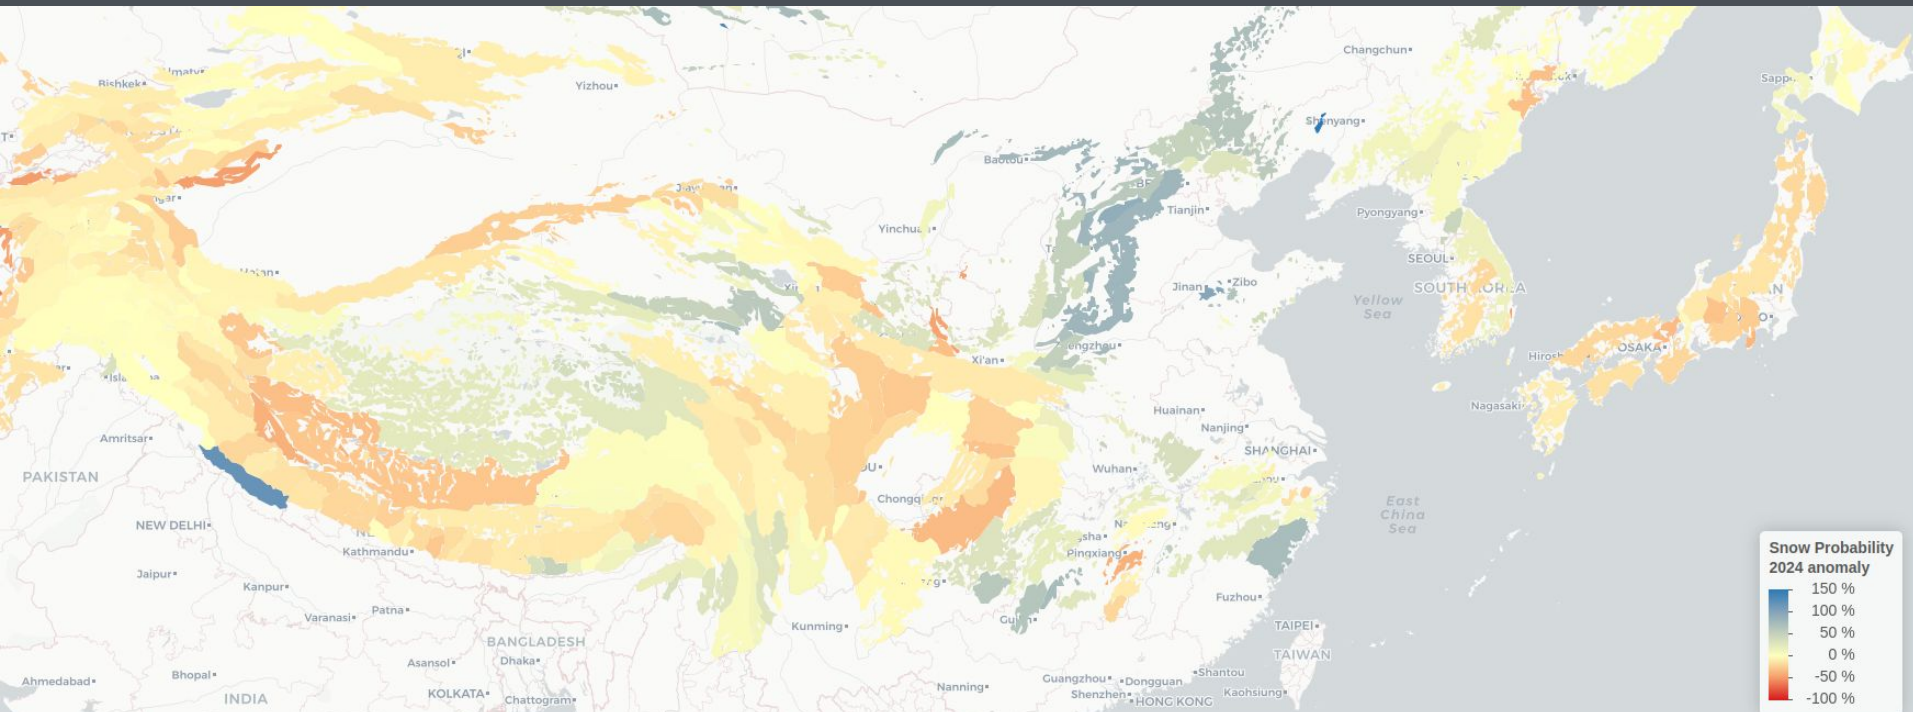 Changchun
Bishkek
Yizhou
Shenyang
Baotou
Tianjin
Pyongyang
Yinchuan
SEOUL
Jinan
Zibo
SOUTH KOREA
Yellow
Sea
Xi'an
OSAKA
Nagasaki
Huainan
Nanjing
Amritsar
SHANGHAI
PAKISTAN
Wuhan
Chongqing
East
China
Sea
NEW DELHI
Kathmandu
Pingxiang
Jaipur
Kanpur
Fuzhou
Patna
Varanasi
Kunming
TAIPEI
BANGLADESH
TAIWAN
Asansol
Dhaka
Bhopal
Shantou
Ahmedabad
Guangzhou
Dongguan
Nanning
KOLKATA
Shenzhen
Kaohsiung
INDIA
Chattogram
HONG KONG
Snow Probability
2024 anomaly
150 %
100 %
50 %
0 %
-50 %
-100 %